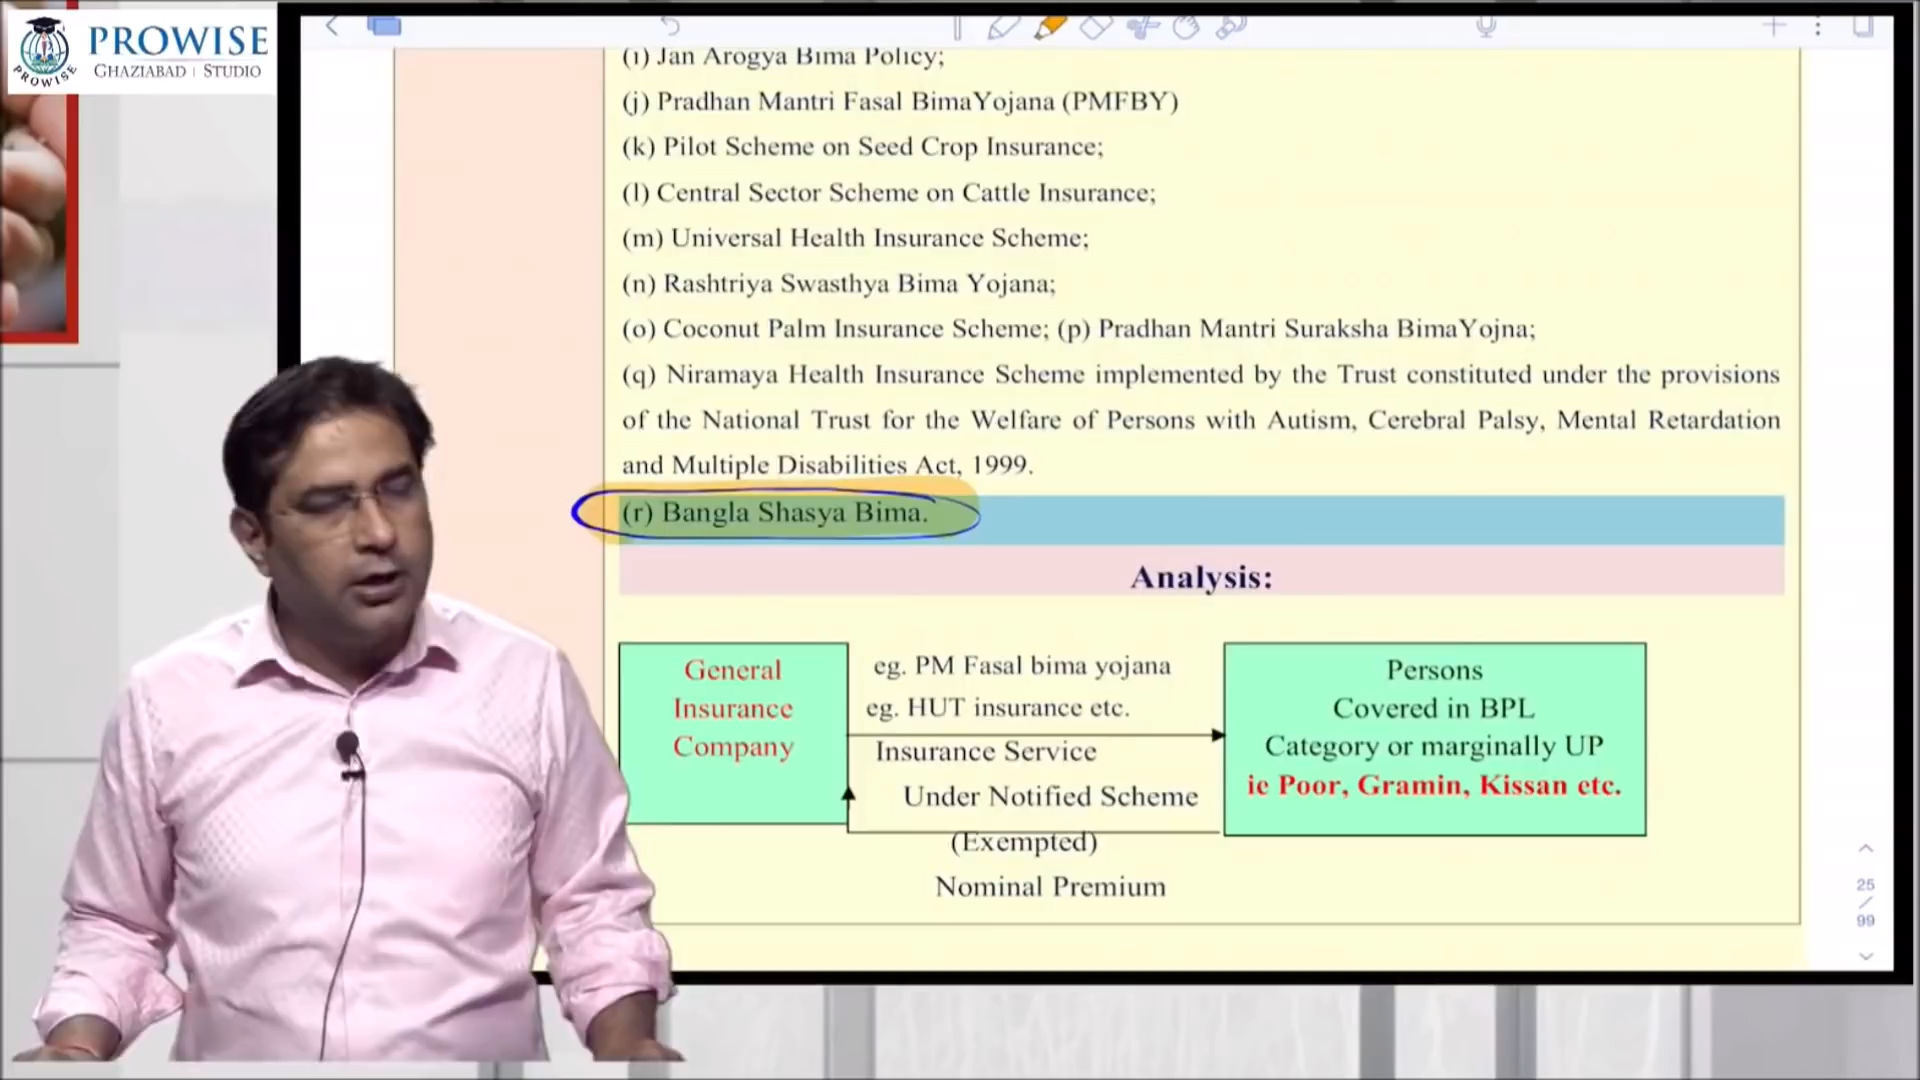 PROWISE
GHAZIABAD | STUDIO
PROWISE
(i) Jan Arogya Bima Policy;
(j) Pradhan Mantri Fasal BimaYojana (PMFBY)
(k) Pilot Scheme on Seed Crop Insurance;
(l) Central Sector Scheme on Cattle Insurance;
(m) Universal Health Insurance Scheme;
(n) Rashtriya Swasthya Bima Yojana;
(o) Coconut Palm Insurance Scheme; (p) Pradhan Mantri Suraksha BimaYojna;
(q) Niramaya Health Insurance Scheme implemented by the Trust constituted under the provisions
of the National Trust for the Welfare of Persons with Autism, Cerebral Palsy, Mental Retardation
and Multiple Disabilities Act, 1999.
(r) Bangla Shasya Bima.
Analysis:
General
Insurance
Company
eg. PM Fasal bima yojana
eg. HUT insurance etc.
Insurance Service
Under Notified Scheme
(Exempted)
Nominal Premium
Persons
Covered in BPL
Category or marginally UP
ie Poor, Gramin, Kissan etc.
25
/
99